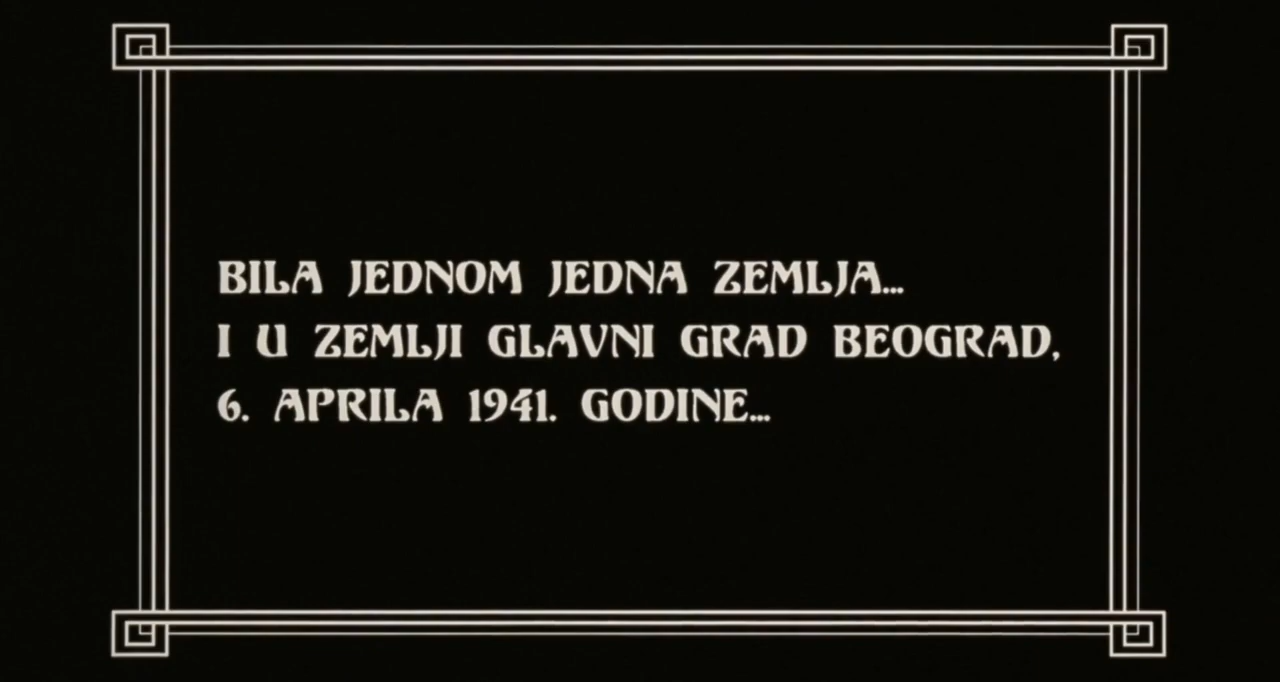 BILA JEDNOM JEDNA ZEMLJA...
I U ZEMLJI GLAVNI GRAD BEOGRAD,
6. APRILA 1941. GODINE...